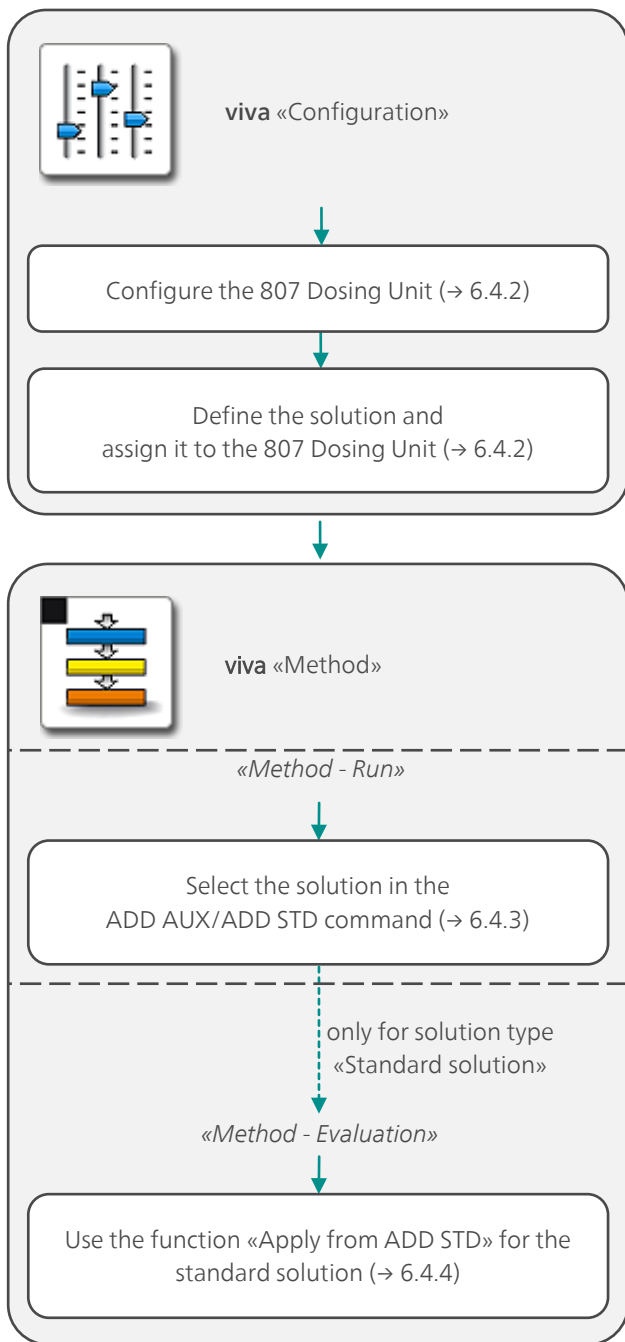 viva «Configuration»
Configure the 807 Dosing Unit (→ 6.4.2)
Define the solution and
assign it to the 807 Dosing Unit (→ 6.4.2)
viva «Method»
«Method - Run»
Select the solution in the
ADD AUX/ADD STD command (→ 6.4.3)
only for solution type
«Standard solution»
«Method - Evaluation»
Use the function «Apply from ADD STD» for the
standard solution (→ 6.4.4)